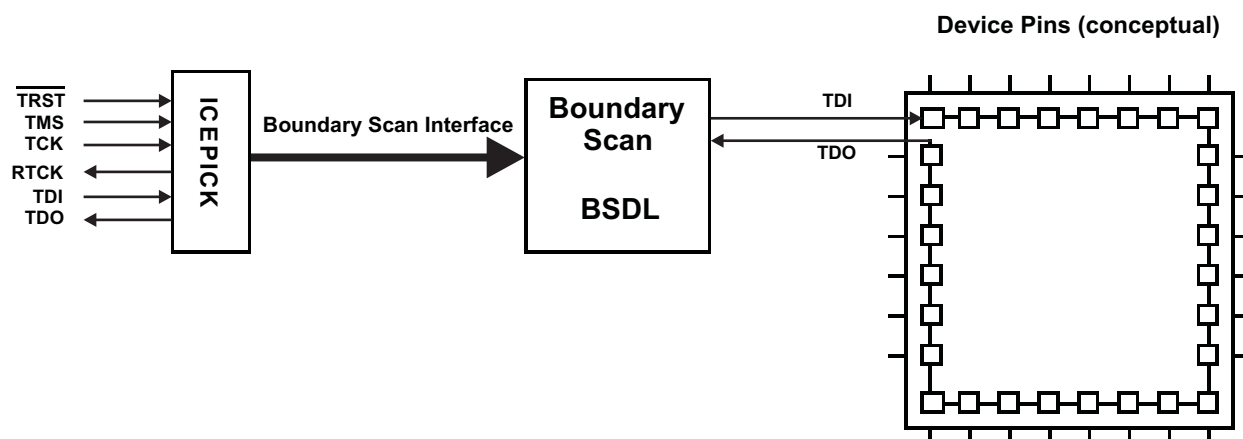 Device Pins (conceptual)
TRST
TMS
TCK
RTCK
TDI
TDO
ICEPICK
Boundary Scan Interface
Boundary
Scan
BSDL
TDI
TDO